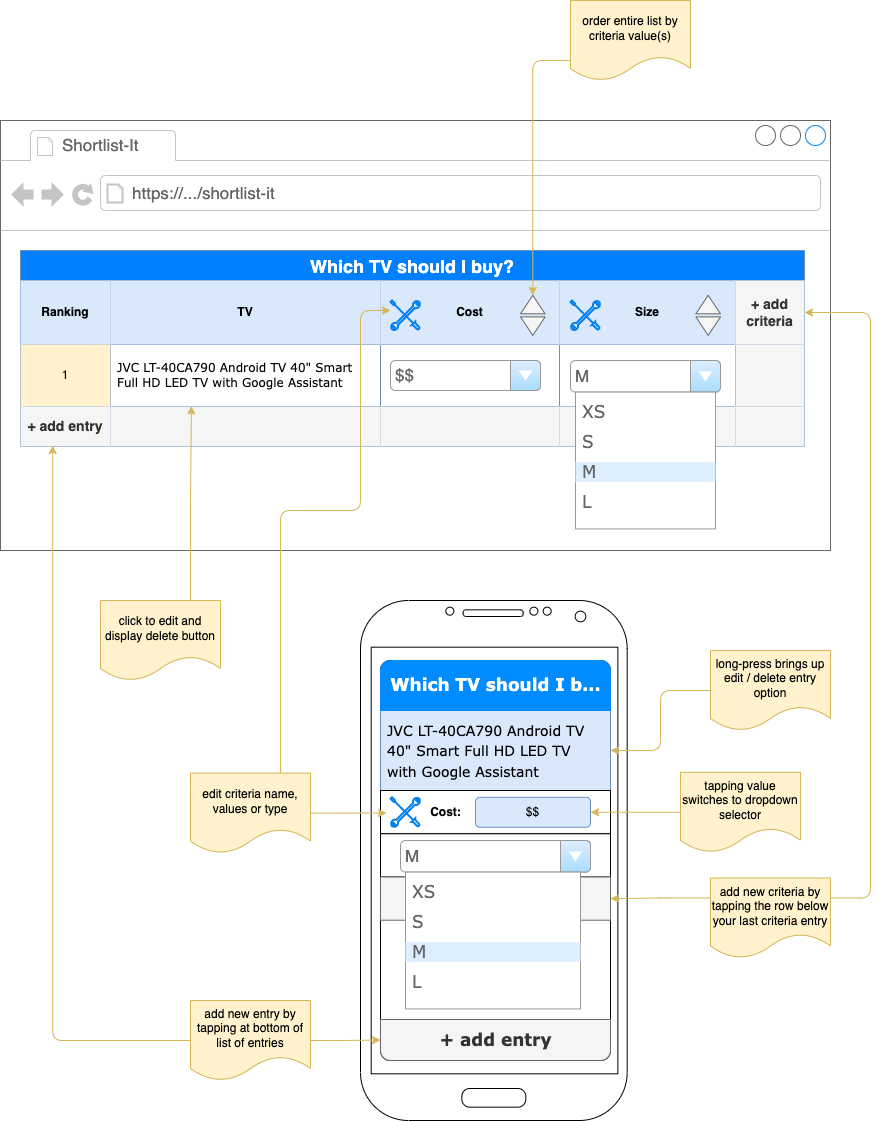 order entire list by
criteria value(s)
Shortlist-It
https://.../shortlist-it
Which TV should I buy?
Ranking
TV
Cost
Size
+ add
criteria
1
JVC LT-40CA790 Android TV 40" Smart
Full HD LED TV with Google Assistant
$$
M
XS
S
M
L
+ add entry
click to edit and
display delete button
long-press brings up
edit / delete entry
option
Which TV should I b...
JVC LT-40CA790 Android TV
40" Smart Full HD LED TV
with Google Assistant
edit criteria name,
values or type
Cost:
$$
tapping value
switches to dropdown
selector
M
XS
S
M
L
add new criteria by
tapping the row below
your last criteria entry
add new entry by
tapping at bottom of
list of entries
+ add entry